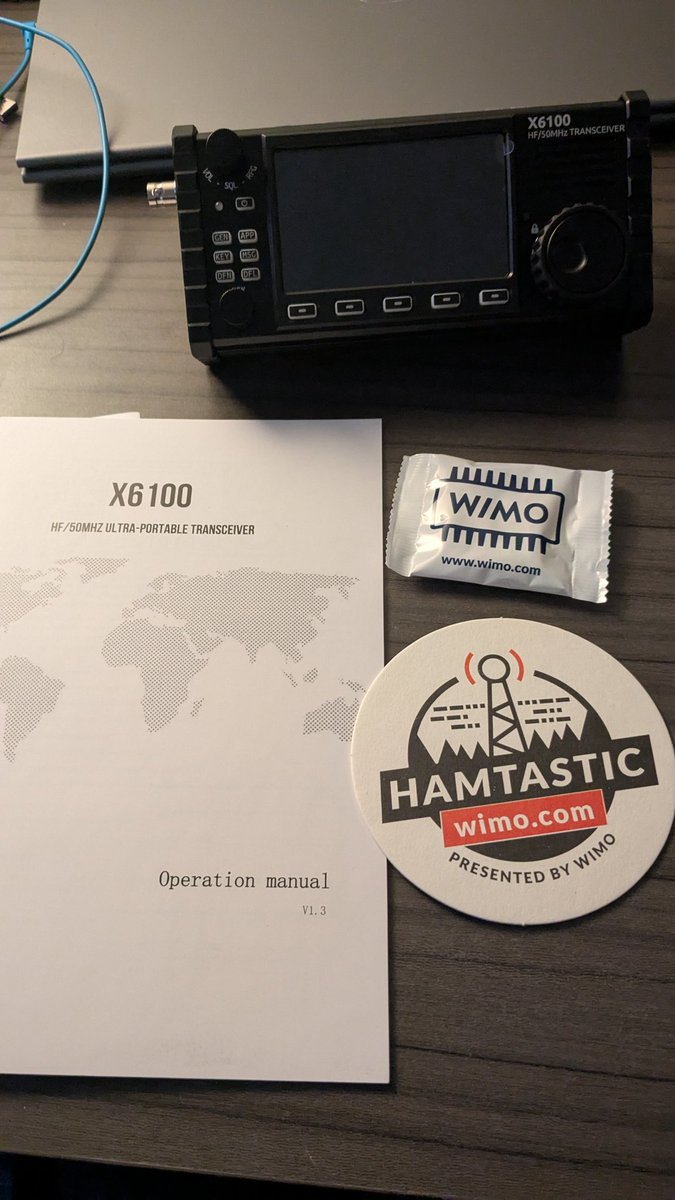 X6100
HF/50MHz TRANSCEIVER
VOL
SQL
RFG
GEN
APP
KEY
MSG
DFN
DFL
X6100
HF/50MHZ ULTRA-PORTABLE TRANSCEIVER
Operation manual
V1.3
WIMO
www.wimo.com
HAMTASTIC
wimo.com
PRESENTED BY WIMO